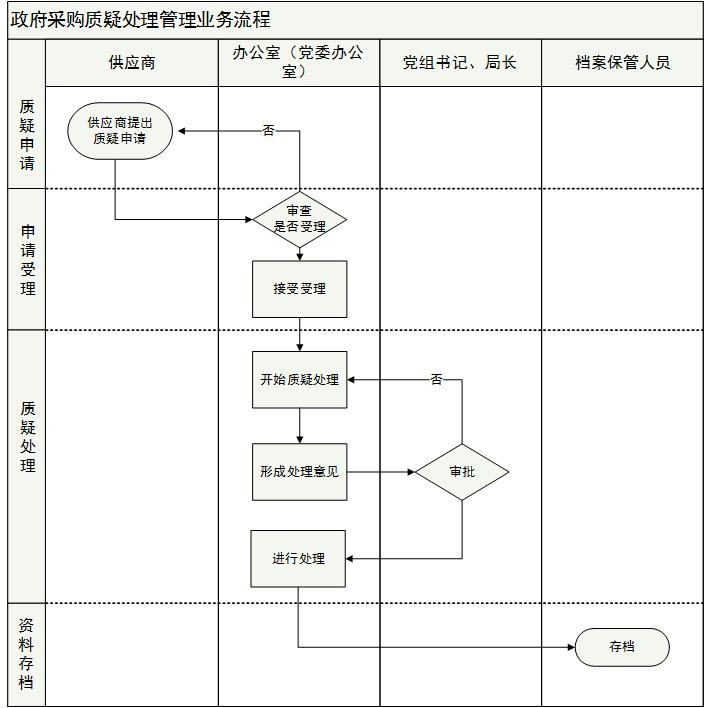 政府采购质疑处理管理业务流程
供应商
办公室（党委办公
室）
党组书记、局长
档案保管人员
质疑申请
供应商提出
质疑申请
否
申请受理
审查
是否受理
接受受理
质疑处理
开始质疑处理
否
形成处理意见
审批
进行处理
资料存档
存档